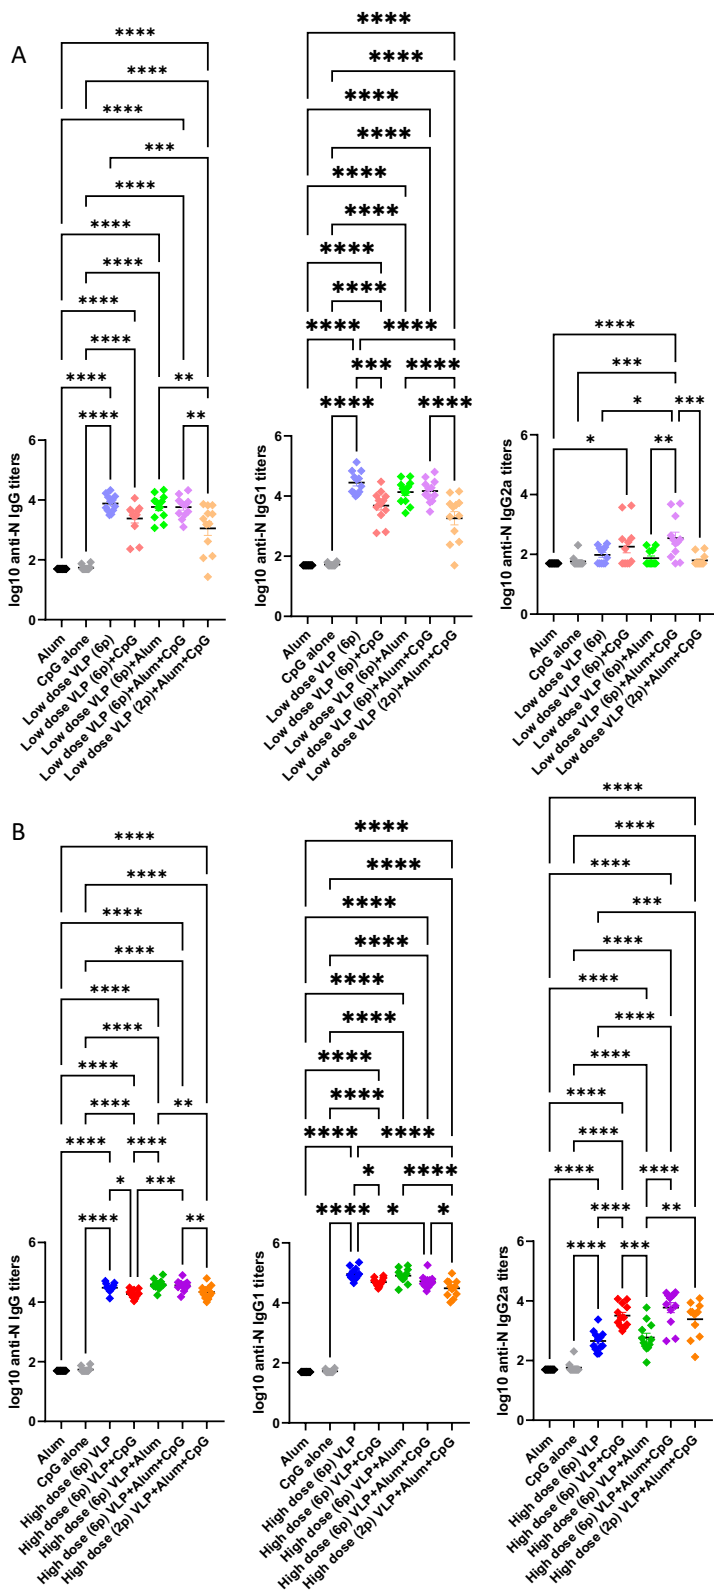 A
****
****
****
***
****
****
****
****
****
**** **
**** **
log10 anti-N IgG titers
6
4
2
0
Alum
CpG alone
Low dose VLP (6p)
Low dose VLP (6p)+CpG
Low dose VLP (6p)+Alum
Low dose VLP (6p)+Alum+CpG
Low dose VLP (2p)+Alum+CpG
****
****
****
****
****
****
****
****
**** ****
*** ****
**** ****
log10 anti-N IgG1 titers
6
4
2
0
Alum
CpG alone
Low dose VLP (6p)
Low dose VLP (6p)+CpG
Low dose VLP (6p)+Alum
Low dose VLP (6p)+Alum+CpG
Low dose VLP (2p)+Alum+CpG
****
***
* ***
* **
log10 anti-N IgG2a titers
6
4
2
0
Alum
CpG alone
Low dose VLP (6p)
Low dose VLP (6p)+CpG
Low dose VLP (6p)+Alum
Low dose VLP (6p)+Alum+CpG
Low dose VLP (2p)+Alum+CpG
B
****
****
****
****
****
****
****
**** **
**** ****
* ***
**** **
log10 anti-N IgG titers
6
4
2
0
Alum
CpG alone
High dose (6p) VLP
High dose (6p) VLP+CpG
High dose (6p) VLP+Alum
High dose (6p) VLP+Alum+CpG
High dose (2p) VLP+Alum+CpG
****
****
****
****
****
****
****
****
**** ****
* ****
**** * *
log10 anti-N IgG1 titers
6
4
2
0
Alum
CpG alone
High dose (6p) VLP
High dose (6p) VLP+CpG
High dose (6p) VLP+Alum
High dose (6p) VLP+Alum+CpG
High dose (2p) VLP+Alum+CpG
****
****
****
***
****
****
****
****
****
****
**** ****
**** **
**** ***
log10 anti-N IgG2a titers
6
4
2
0
Alum
CpG alone
High dose (6p) VLP
High dose (6p) VLP+CpG
High dose (6p) VLP+Alum
High dose (6p) VLP+Alum+CpG
High dose (2p) VLP+Alum+CpG